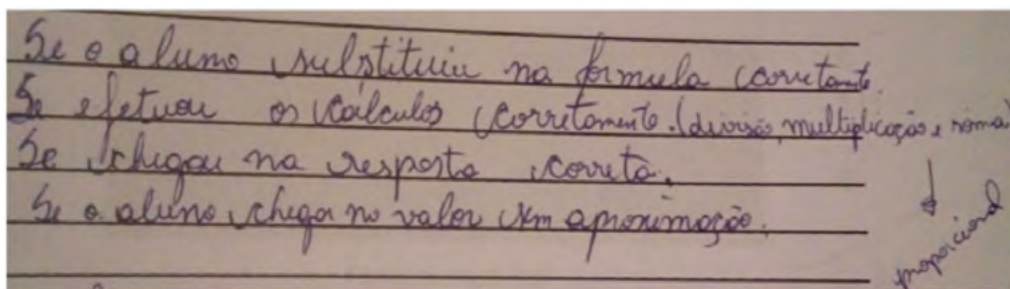 Se o aluno substituiu na formula corretamente.
Se efetuou os cálculos corretamente. (divisão, multiplicação e soma)
Se chegou na resposta correta.
Se o aluno chega no valor sem aproximação.
proporcional